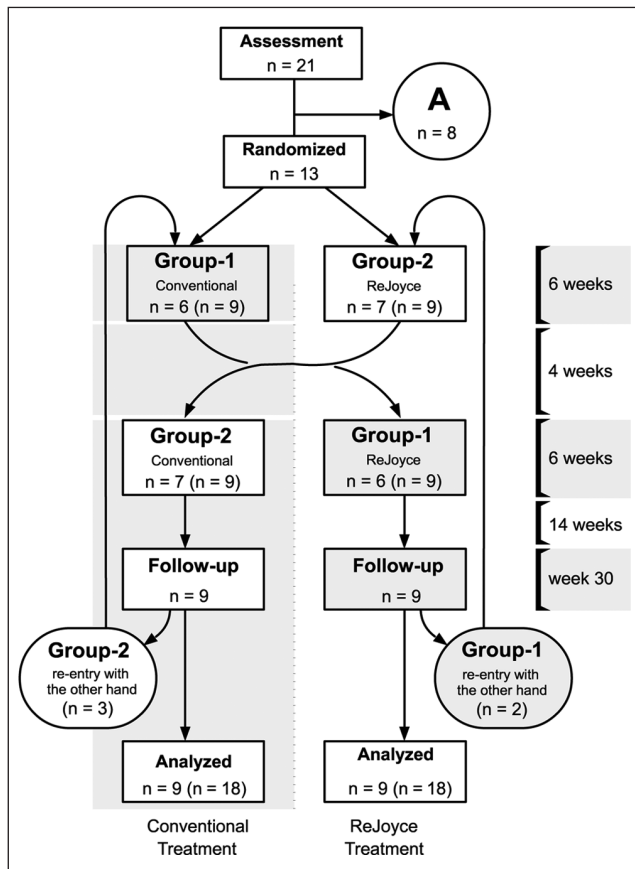 Assessment
n = 21
A
n = 8
Randomized
n = 13
Group-1
Conventional
n = 6 (n = 9)
Group-2
ReJoyce
n = 7 (n = 9)
6 weeks
4 weeks
Group-2
Conventional
n = 7 (n = 9)
Group-1
ReJoyce
n = 6 (n = 9)
6 weeks
14 weeks
Follow-up
n = 9
Follow-up
n = 9
week 30
Group-2
re-entry with
the other hand
(n = 3)
Group-1
re-entry with
the other hand
(n = 2)
Analyzed
n = 9 (n = 18)
Analyzed
n = 9 (n = 18)
Conventional
Treatment
ReJoyce
Treatment